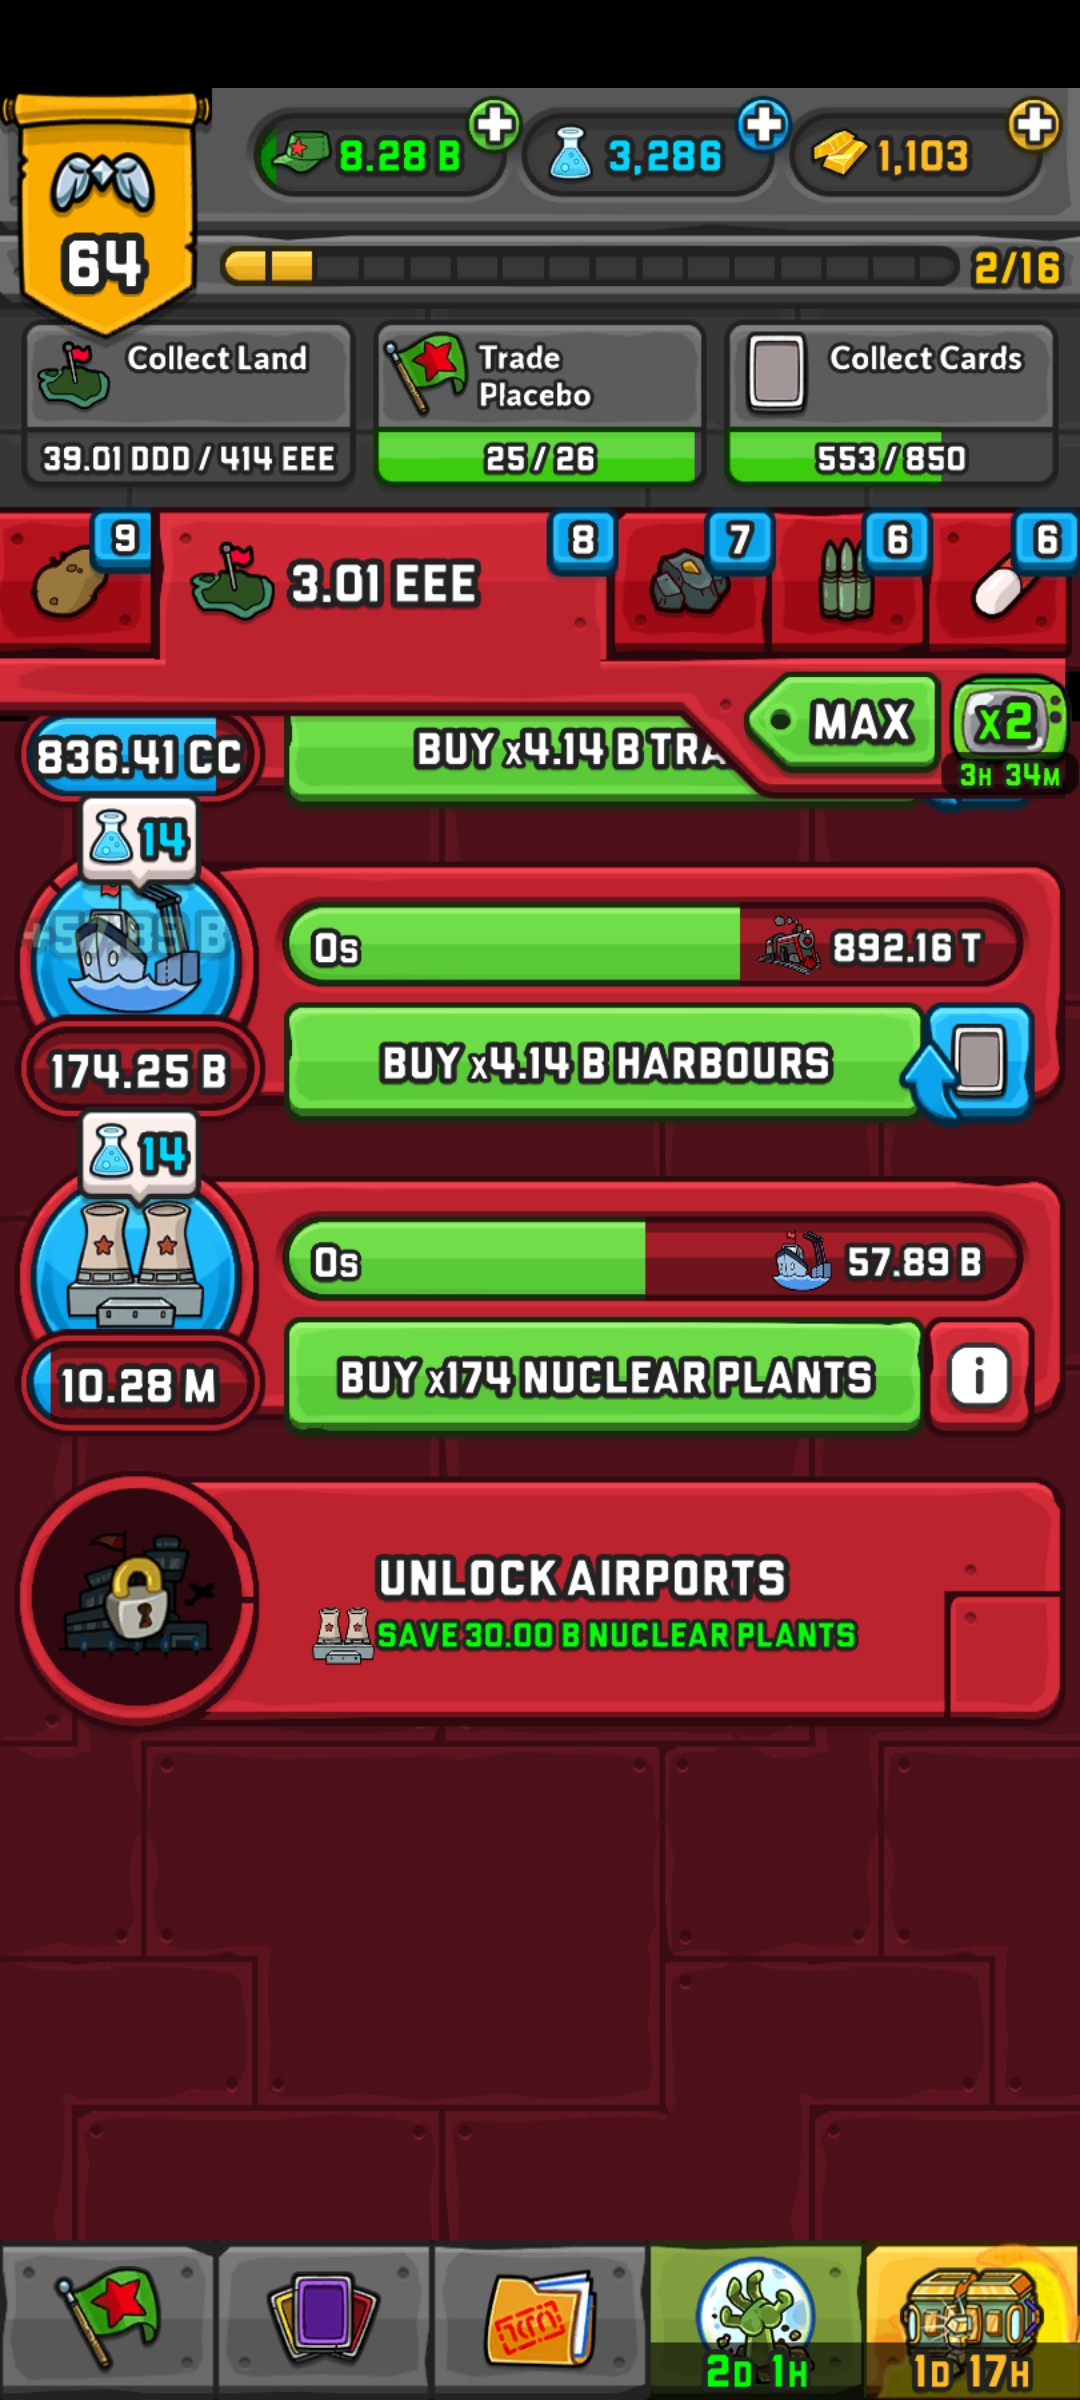 8.28 B
3,286
1,103
64
2/16
Collect Land
39.01 DDD / 414 EEE
Trade
Placebo
25/26
Collect Cards
553/850
9
3.01 EEE
8
7
6
6
MAX
x2
3H 34M
836.41 CC
BUY x4.14 B TRA
14
+57.89 B
0s
892.16 T
174.25 B
BUY x4.14 B HARBOURS
14
0s
57.89 B
10.28 M
BUY x174 NUCLEAR PLANTS
i
UNLOCK AIRPORTS
SAVE 30.00 B NUCLEAR PLANTS
2D 1H
1D 17H